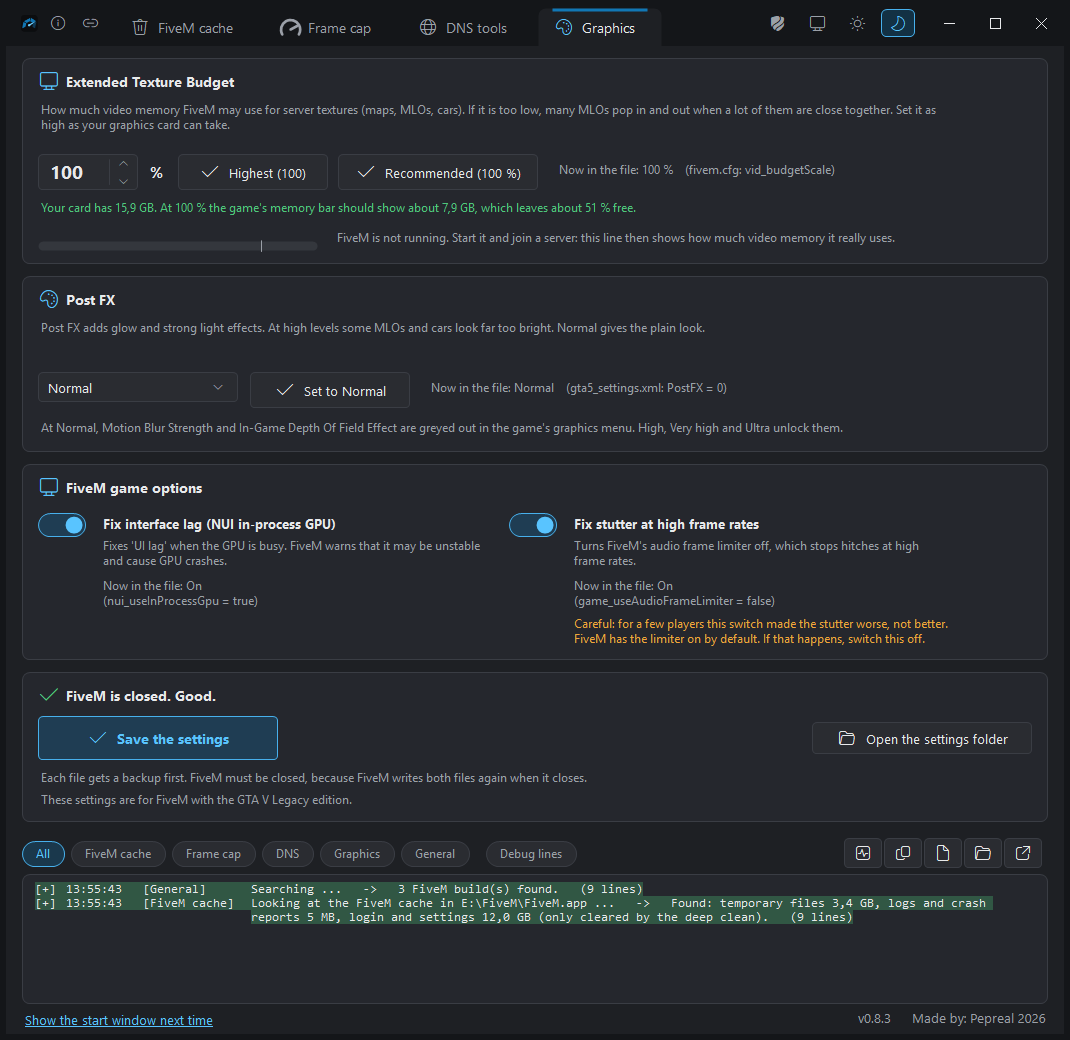 FiveM cache
Frame cap
DNS tools
Graphics
Extended Texture Budget
How much video memory FiveM may use for server textures (maps, MLOs, cars). If it is too low, many MLOs pop in and out when a lot of them are close together. Set it as
high as your graphics card can take.
100 % Highest (100) Recommended (100 %) Now in the file: 100 % (fivem.cfg: vid_budgetScale)
Your card has 15,9 GB. At 100 % the game's memory bar should show about 7,9 GB, which leaves about 51 % free.
FiveM is not running. Start it and join a server: this line then shows how much video memory it really uses.
Post FX
Post FX adds glow and strong light effects. At high levels some MLOs and cars look far too bright. Normal gives the plain look.
Normal Set to Normal Now in the file: Normal (gta5_settings.xml: PostFX = 0)
At Normal, Motion Blur Strength and In-Game Depth Of Field Effect are greyed out in the game's graphics menu. High, Very high and Ultra unlock them.
FiveM game options
Fix interface lag (NUI in-process GPU)
Fixes 'UI lag' when the GPU is busy. FiveM warns that it may be unstable
and cause GPU crashes.
Now in the file: On
(nui_useInProcessGpu = true)
Fix stutter at high frame rates
Turns FiveM's audio frame limiter off, which stops hitches at high
frame rates.
Now in the file: On
(game_useAudioFrameLimiter = false)
Careful: for a few players this switch made the stutter worse, not better.
FiveM has the limiter on by default. If that happens, switch this off.
FiveM is closed. Good.
Save the settings
Open the settings folder
Each file gets a backup first. FiveM must be closed, because FiveM writes both files again when it closes.
These settings are for FiveM with the GTA V Legacy edition.
All FiveM cache Frame cap DNS Graphics General Debug lines
[+] 13:55:43 [General] Searching ... -> 3 FiveM build(s) found. (9 lines)
[+] 13:55:43 [FiveM cache] Looking at the FiveM cache in E:\FiveM\FiveM.app ... -> Found: temporary files 3,4 GB, logs and crash
reports 5 MB, login and settings 12,0 GB (only cleared by the deep clean). (9 lines)
Show the start window next time
v0.8.3 Made by: Pepreal 2026